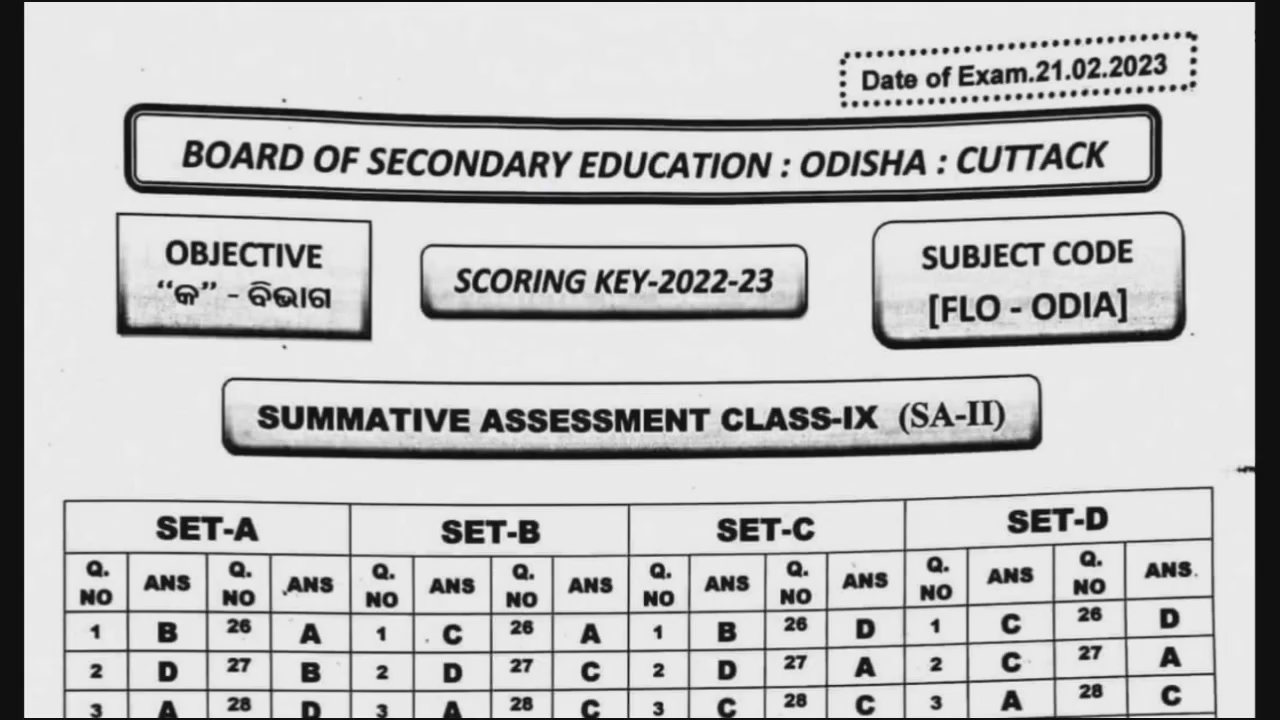 Date of Exam.21.02.2023
BOARD OF SECONDARY EDUCATION : ODISHA : CUTTACK
OBJECTIVE
“କ” - ବିଭାଗ
SCORING KEY-2022-23
SUBJECT CODE
[FLO - ODIA]
SUMMATIVE ASSESSMENT CLASS-IX (SA-II)
SET-A SET-B SET-C SET-D
Q. NO ANS Q. NO ANS Q. NO ANS Q. NO ANS Q. NO ANS Q. NO ANS Q. NO ANS Q. NO ANS
1 B 26 A 1 C 26 A 1 B 26 D 1 C 26 D
2 D 27 B 2 D 27 C 2 D 27 A 2 C 27 A
3 A 28 D 3 A 28 C 3 C 28 C 3 A 28 C